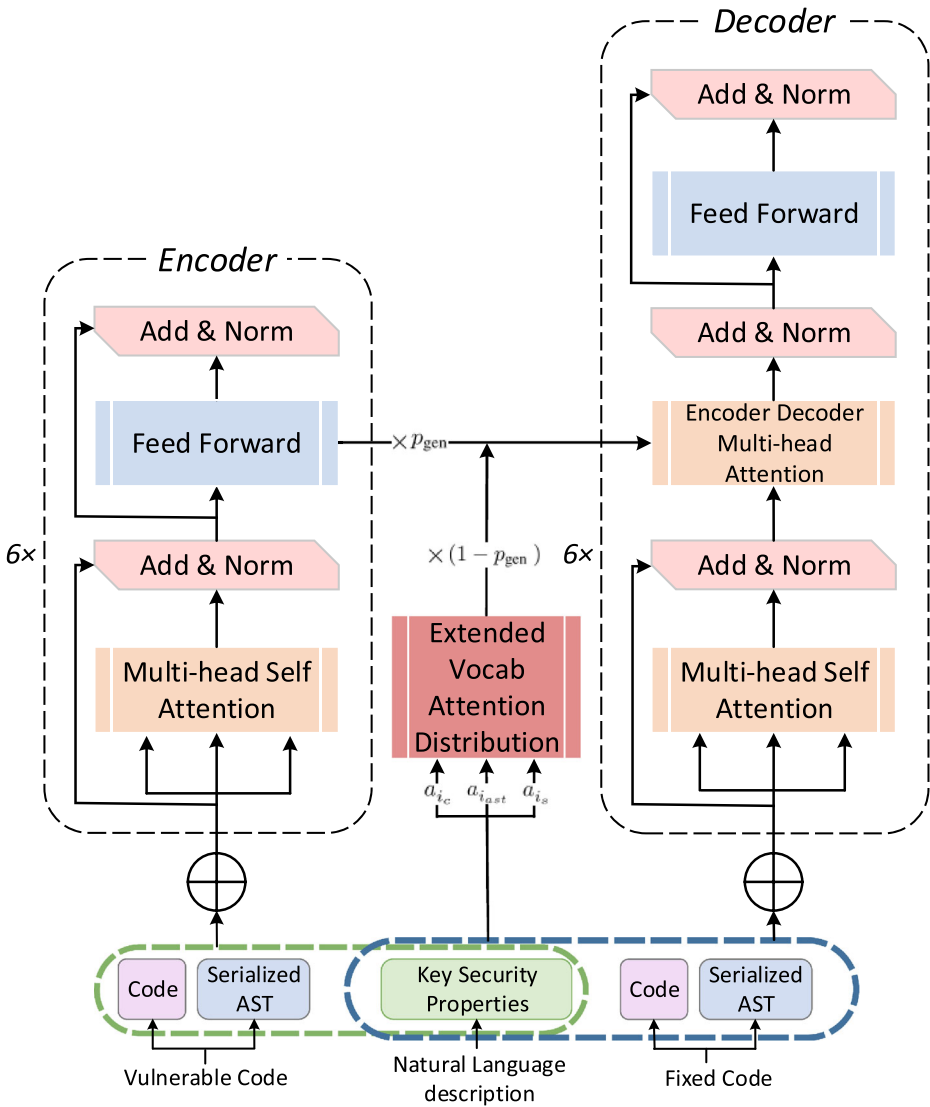 Decoder
Add & Norm
Feed Forward
Add & Norm
Encoder Decoder
Multi-head
Attention
Add & Norm
Multi-head Self
Attention
6×
Encoder
Add & Norm
Feed Forward
Add & Norm
Multi-head Self
Attention
6×
×p_gen
×(1 − p_gen )
Extended
Vocab
Attention
Distribution
a_{i_c} a_{i_{ast}} a_{i_s}
Code
Serialized
AST
Key Security
Properties
Code
Serialized
AST
Vulnerable Code
Natural Language
description
Fixed Code